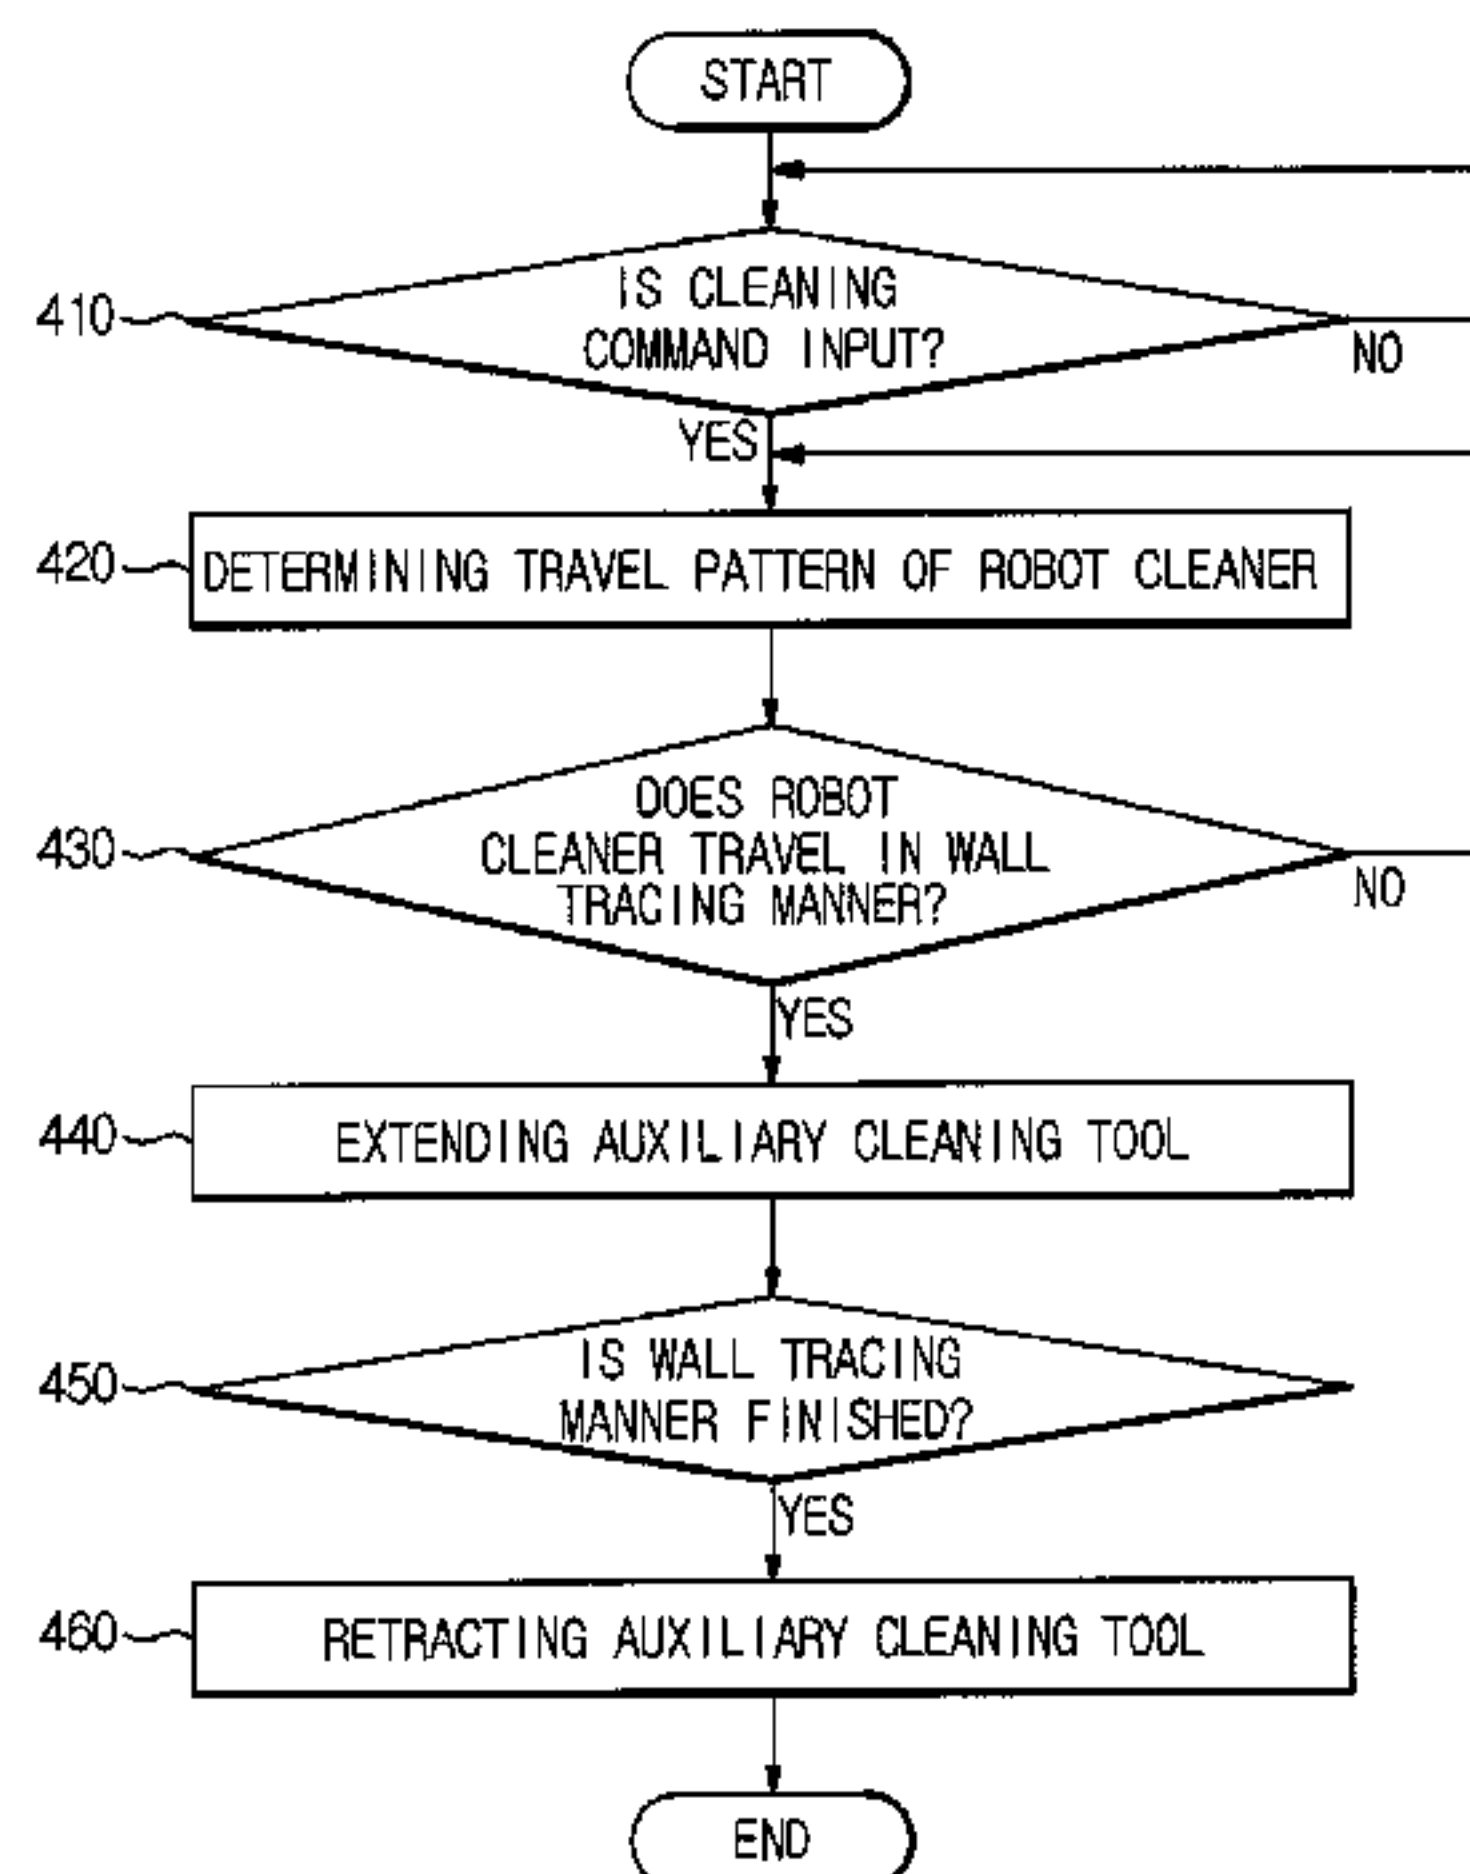 START
410
IS CLEANING
COMMAND INPUT?
NO
YES
420
DETERMINING TRAVEL PATTERN OF ROBOT CLEANER
430
DOES ROBOT
CLEANER TRAVEL IN WALL
TRACING MANNER?
NO
YES
440
EXTENDING AUXILIARY CLEANING TOOL
450
IS WALL TRACING
MANNER FINISHED?
YES
460
RETRACTING AUXILIARY CLEANING TOOL
END